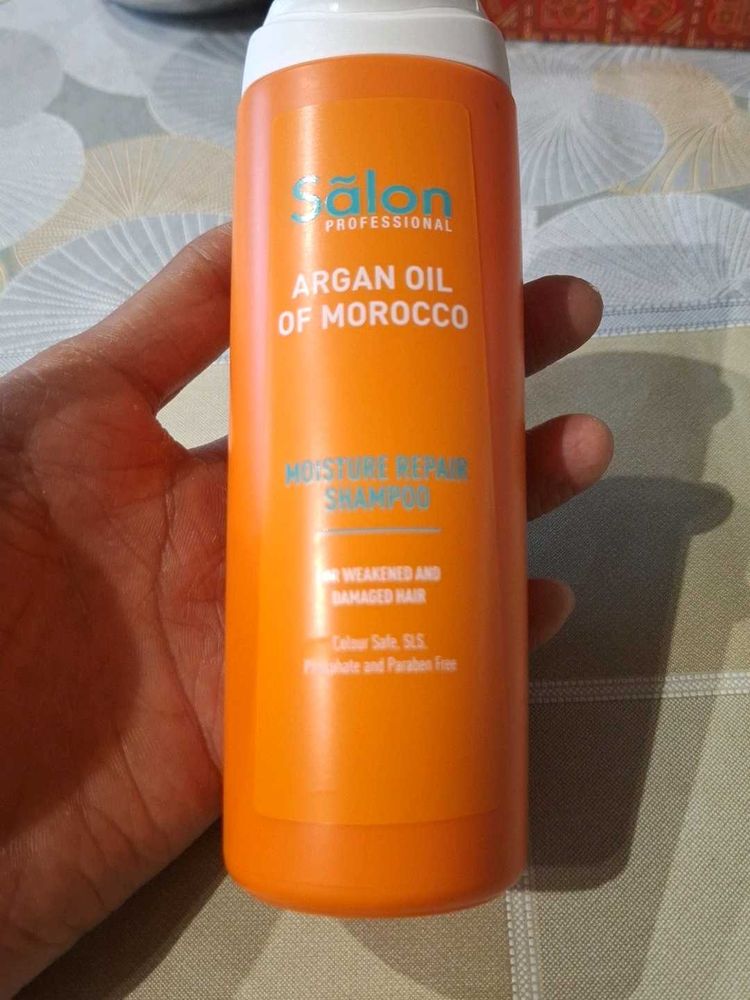 Sãlon
PROFESSIONAL
ARGAN OIL
OF MOROCCO
MOISTURE REPAIR
SHAMPOO
FOR WEAKENED AND
DAMAGED HAIR
Colour Safe, SLS,
Phosphate and Paraben Free